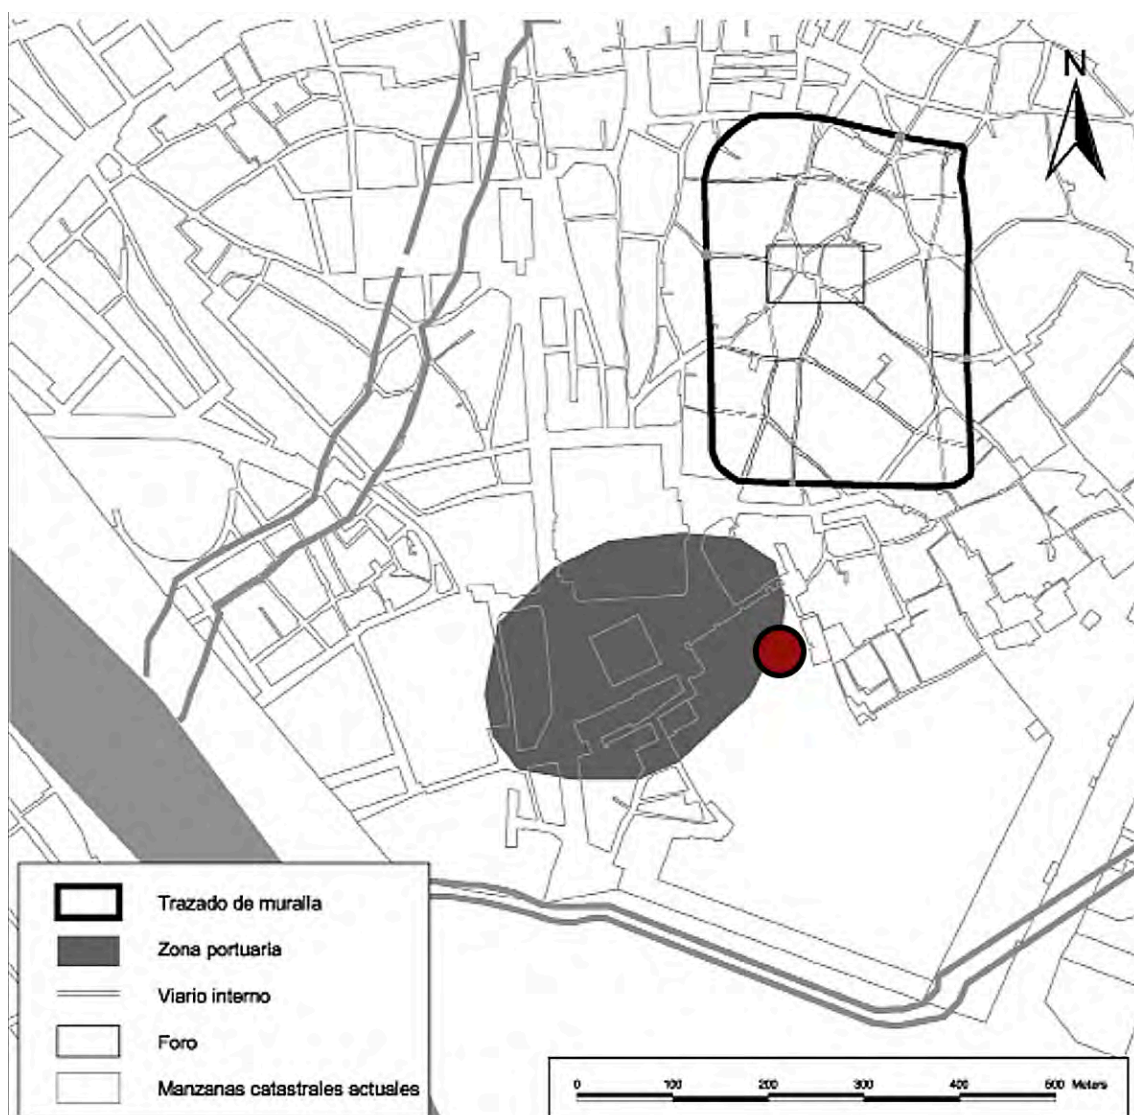 N
Trazado de muralla
Zona portuaria
Viario interno
Foro
Manzanas catastrales actuales
0 100 200 300 400 500 Meters